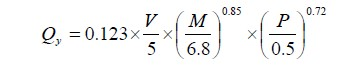 Q_y = 0.123 × V/5 × (M/6.8)^0.85 × (P/0.5)^0.72